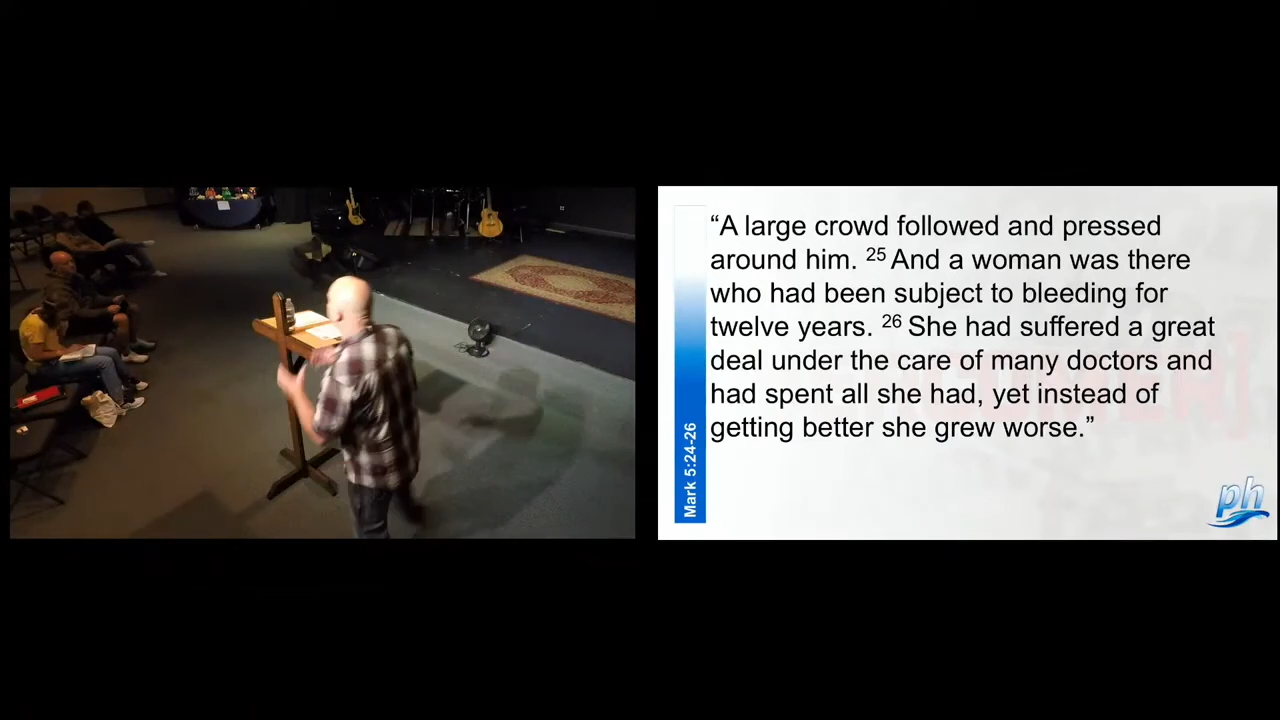 “A large crowd followed and pressed
around him. 25 And a woman was there
who had been subject to bleeding for
twelve years. 26 She had suffered a great
deal under the care of many doctors and
had spent all she had, yet instead of
getting better she grew worse.”
Mark 5:24-26
ph